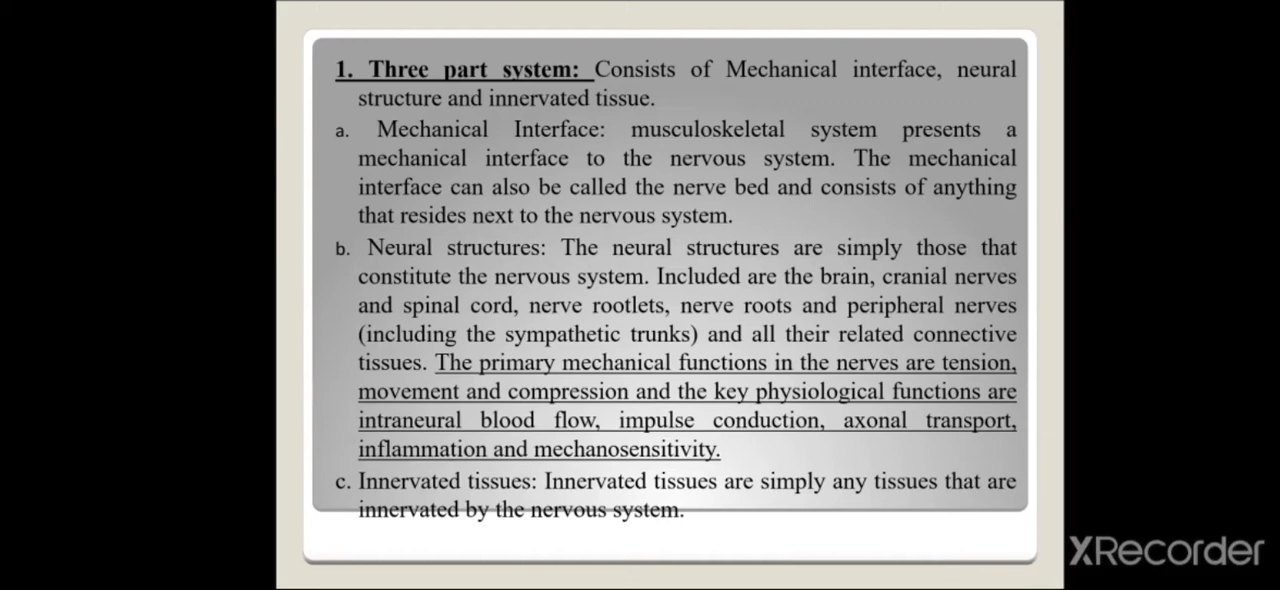 1. Three part system: Consists of Mechanical interface, neural
structure and innervated tissue.
a. Mechanical Interface: musculoskeletal system presents a
mechanical interface to the nervous system. The mechanical
interface can also be called the nerve bed and consists of anything
that resides next to the nervous system.
b. Neural structures: The neural structures are simply those that
constitute the nervous system. Included are the brain, cranial nerves
and spinal cord, nerve rootlets, nerve roots and peripheral nerves
(including the sympathetic trunks) and all their related connective
tissues. The primary mechanical functions in the nerves are tension,
movement and compression and the key physiological functions are
intraneural blood flow, impulse conduction, axonal transport,
inflammation and mechanosensitivity.
c. Innervated tissues: Innervated tissues are simply any tissues that are
innervated by the nervous system.
XRecorder